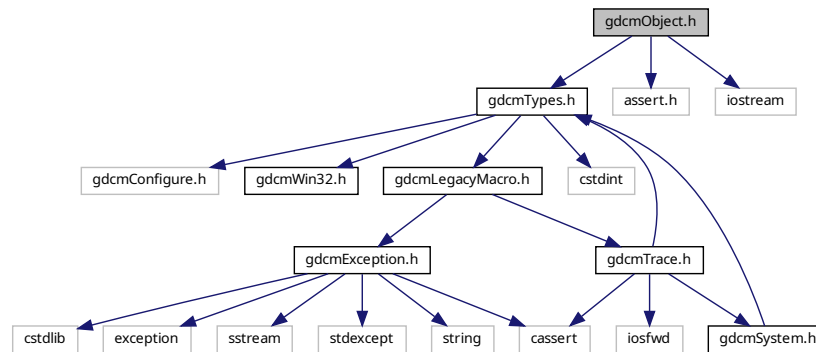 gdcmObject.h
gdcmTypes.h
assert.h
iostream
gdcmConfigure.h
gdcmWin32.h
gdcmLegacyMacro.h
cstdint
gdcmException.h
gdcmTrace.h
cstdlib
exception
sstream
stdexcept
string
cassert
iosfwd
gdcmSystem.h